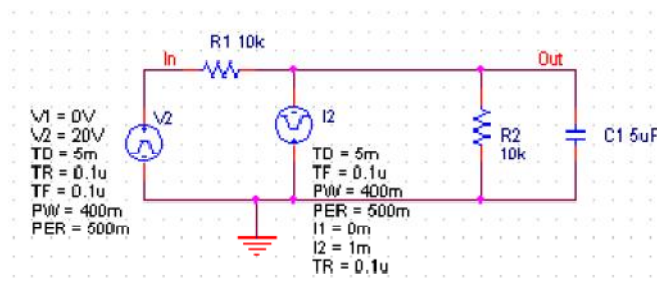 R1 10k
In
Out
V1 = 0V
V2 = 20V
TD = 5m
TR = 0.1u
TF = 0.1u
PW = 400m
PER = 500m
V2
I2
TD = 5m
TF = 0.1u
PW = 400m
PER = 500m
I1 = 0m
I2 = 1m
TR = 0.1u
R2
10k
C1 5uF